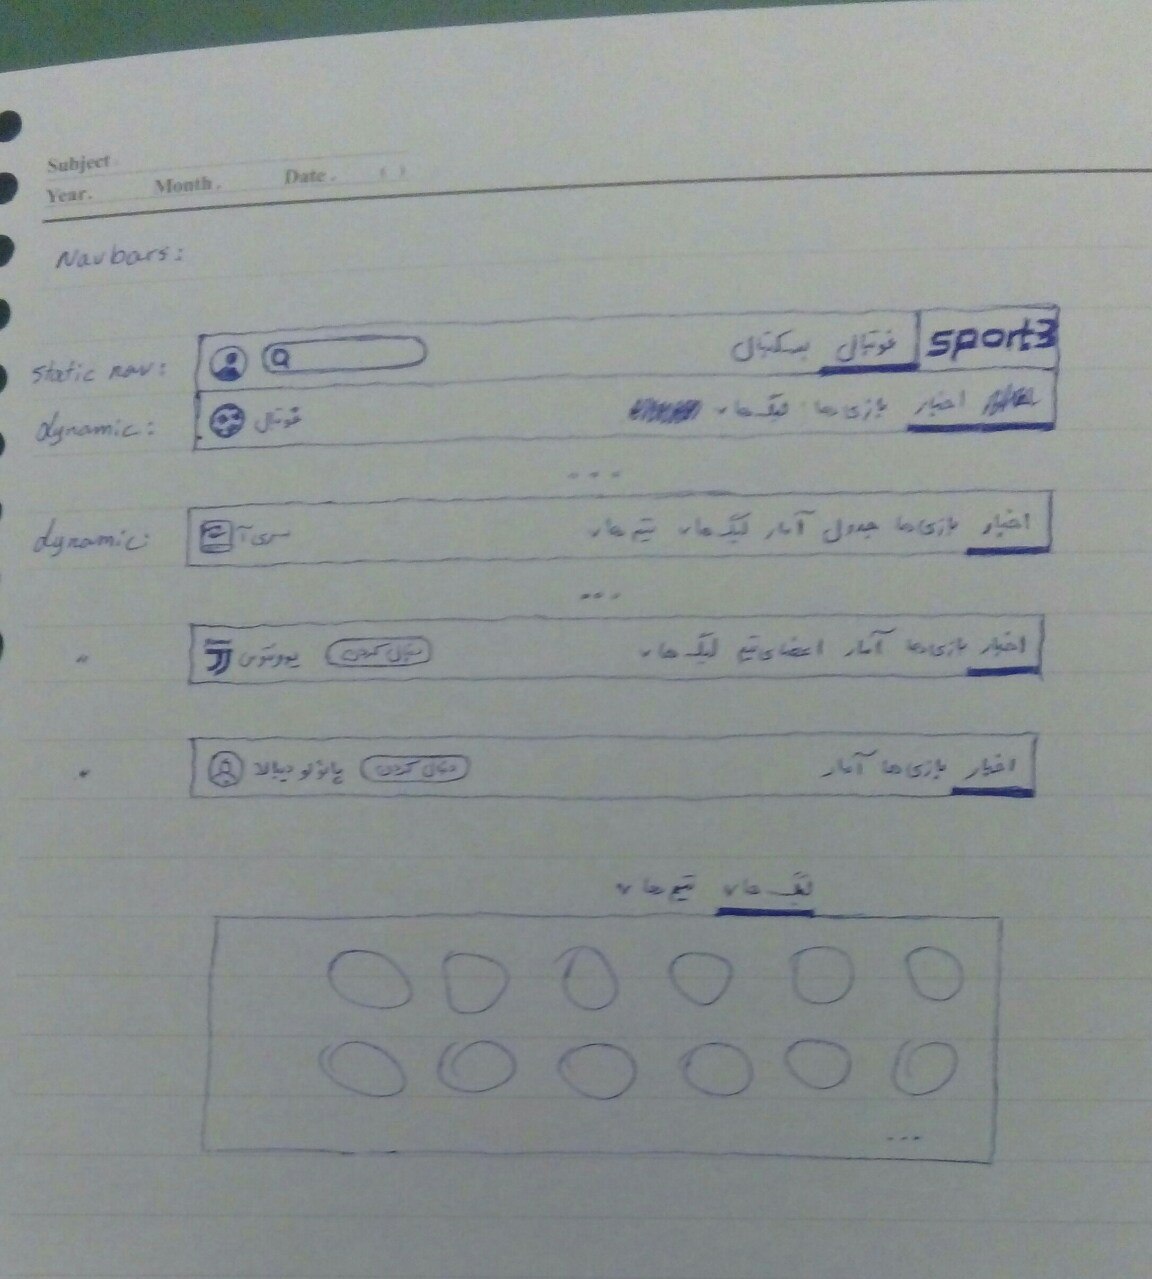 Subject.
Year. Month. Date. ( )
Navbars:
static nav: sport3 فوتبال بسکتبال
dynamic: اخبار بازی‌ها لیگ‌ها ˅ فوتبال
...
dynamic: اخبار بازی‌ها جدول آمار لیگ‌ها ˅ تیم‌ها ˅ سری آ
...
" اخبار بازی‌ها آمار اعضای تیم لیگ‌ها ˅ دنبال کردن یوونتوس
" اخبار بازی‌ها آمار دنبال کردن پائولو دیبالا
لیگ‌ها ˅ تیم‌ها ˅
...